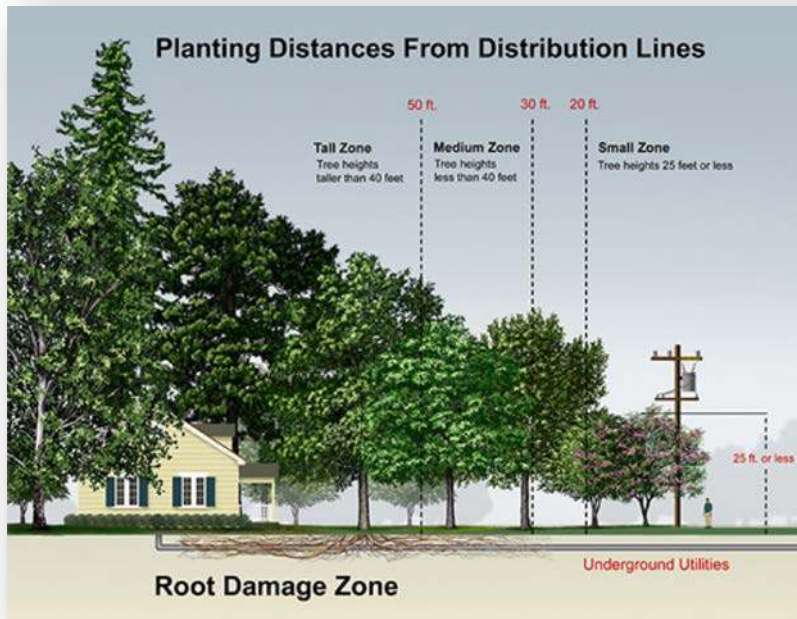 Planting Distances From Distribution Lines
50 ft.
30 ft.
20 ft.
Tall Zone
Tree heights
taller than 40 feet
Medium Zone
Tree heights
less than 40 feet
Small Zone
Tree heights 25 feet or less
25 ft. or less
Underground Utilities
Root Damage Zone